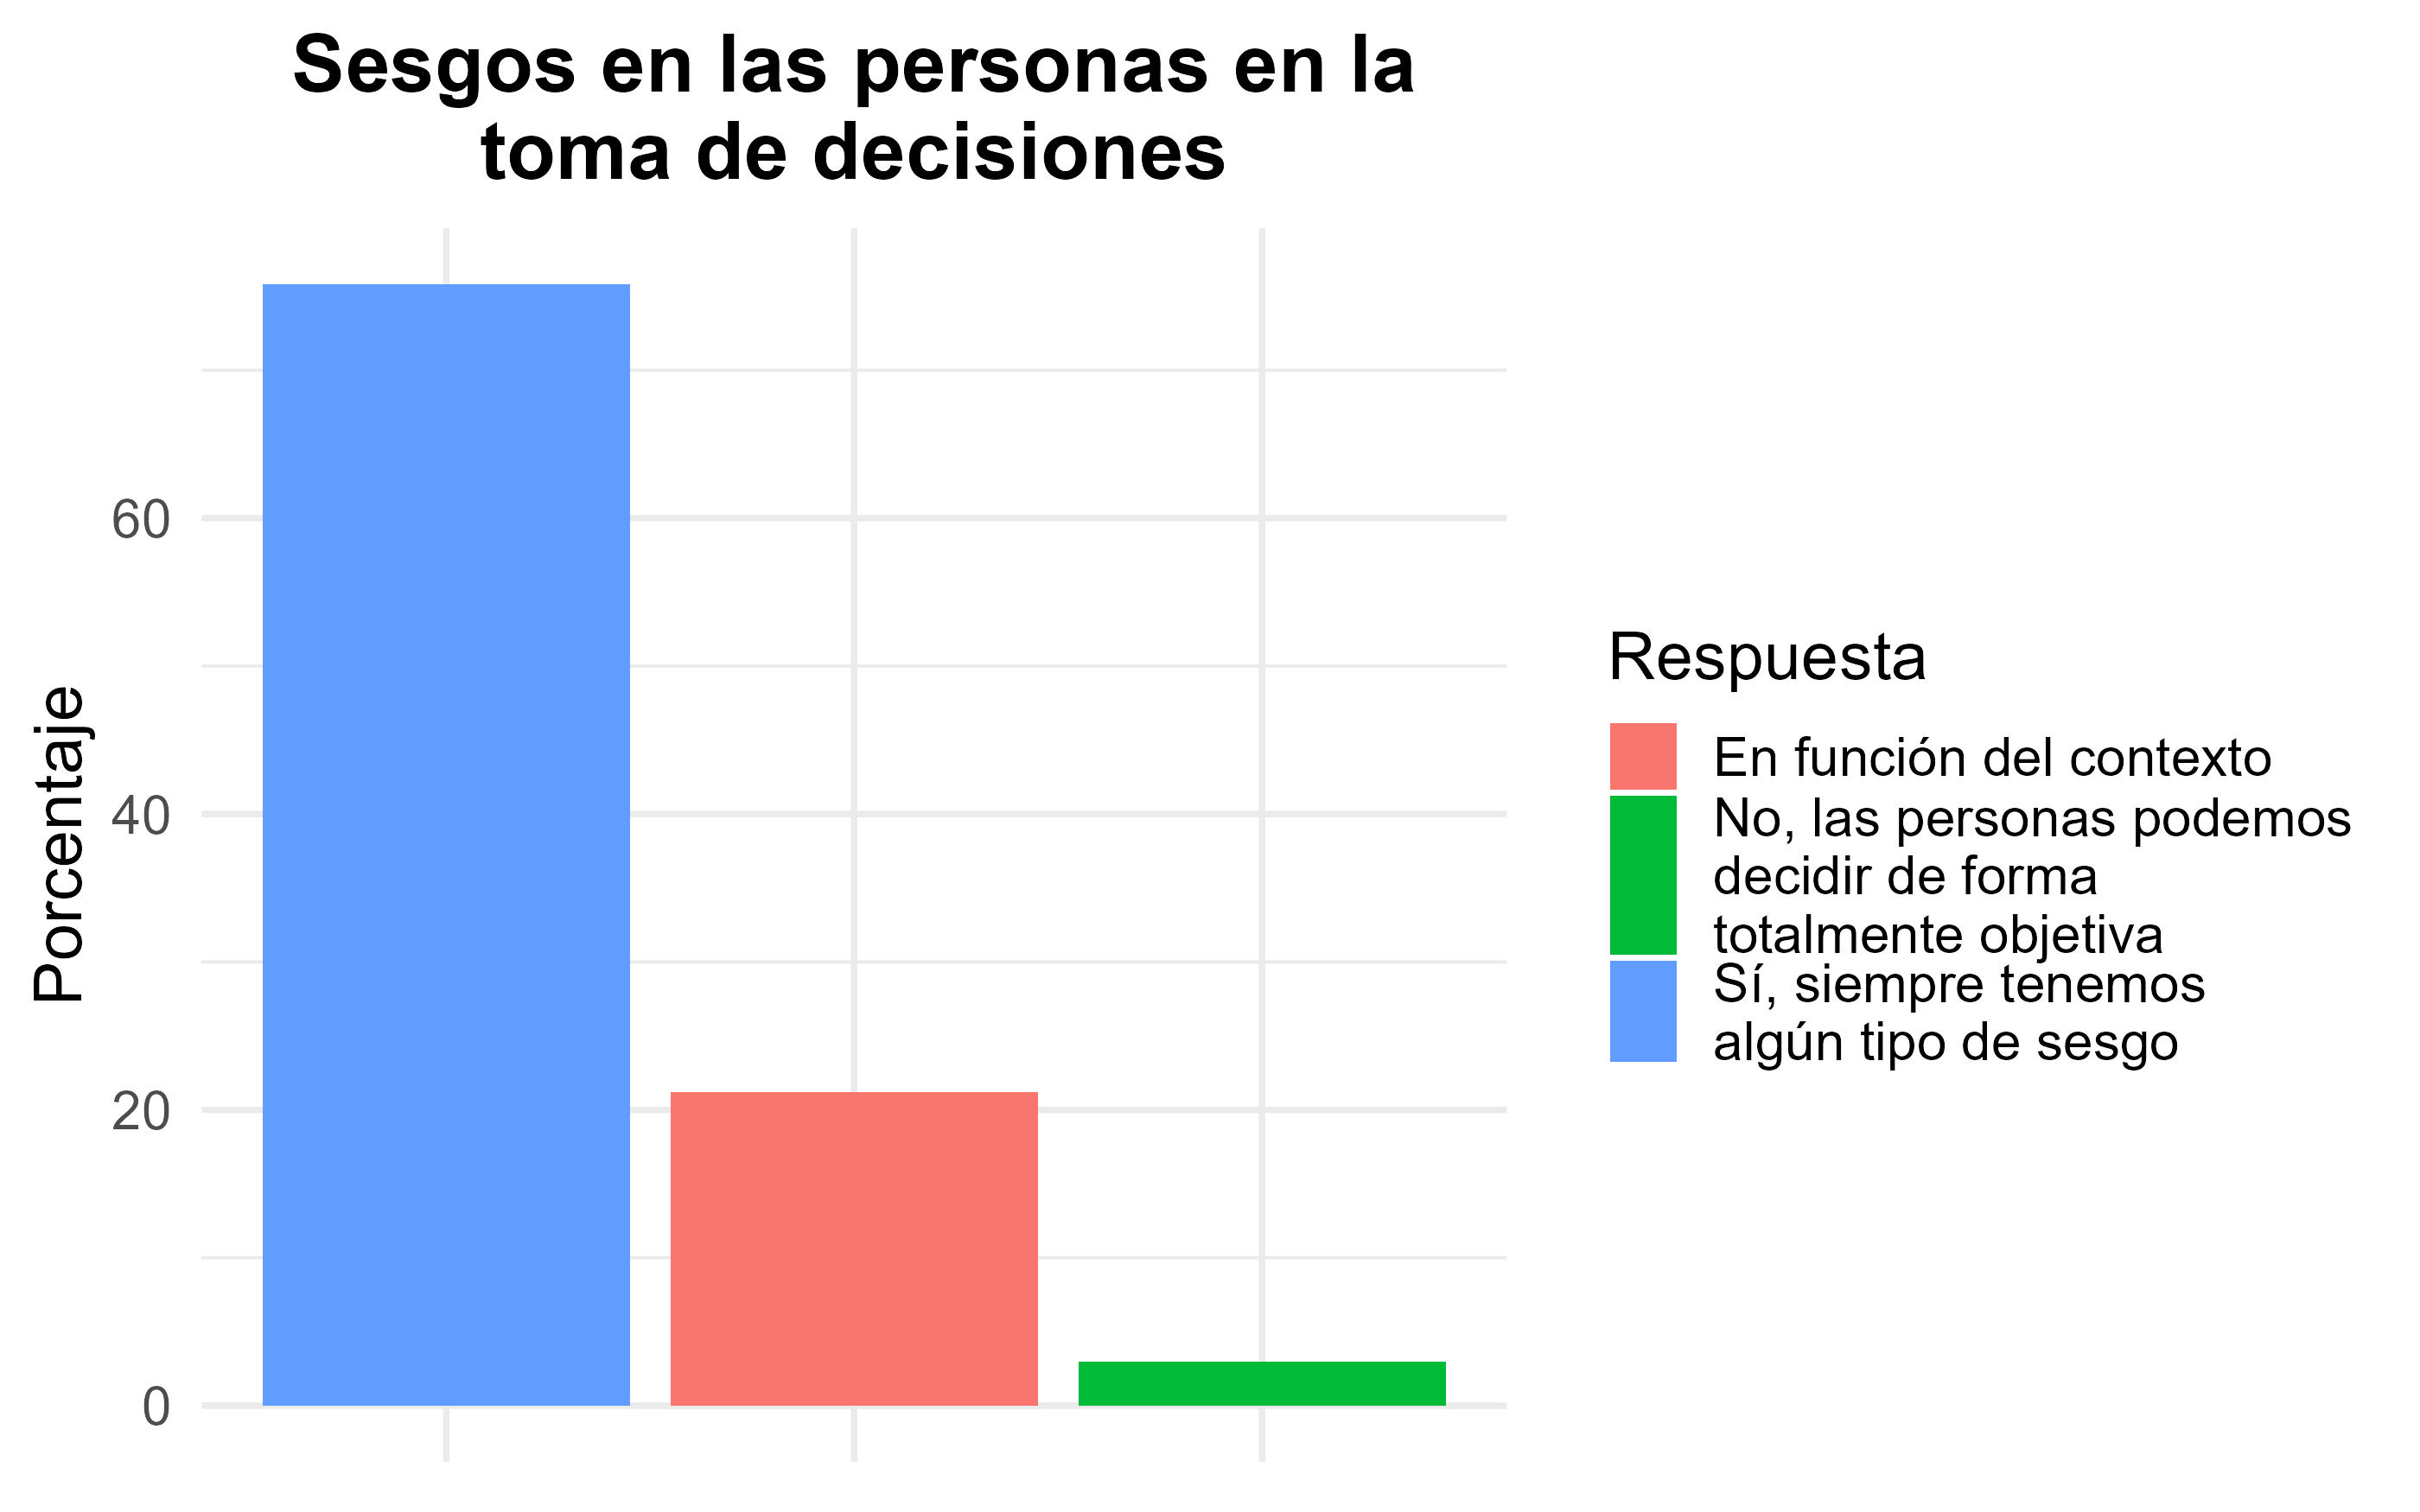 Sesgos en las personas en la
toma de decisiones
Porcentaje
60
40
20
0
Respuesta
En función del contexto
No, las personas podemos
decidir de forma
totalmente objetiva
Sí, siempre tenemos
algún tipo de sesgo